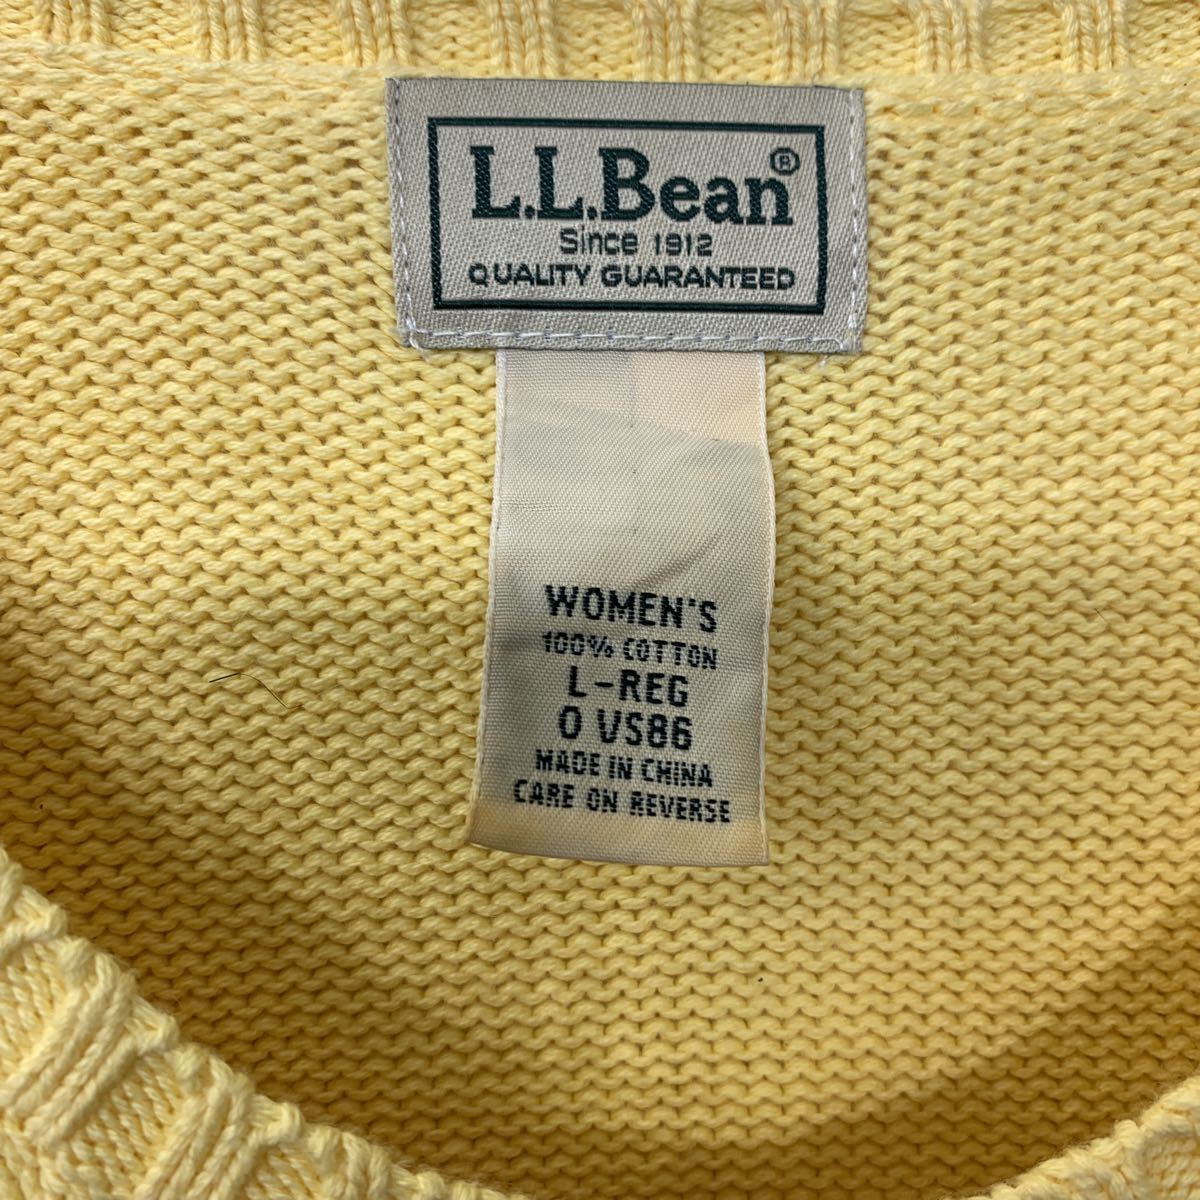 L.L.Bean®
Since 1912
QUALITY GUARANTEED
WOMEN'S
100% COTTON
L-REG
0 VS86
MADE IN CHINA
CARE ON REVERSE